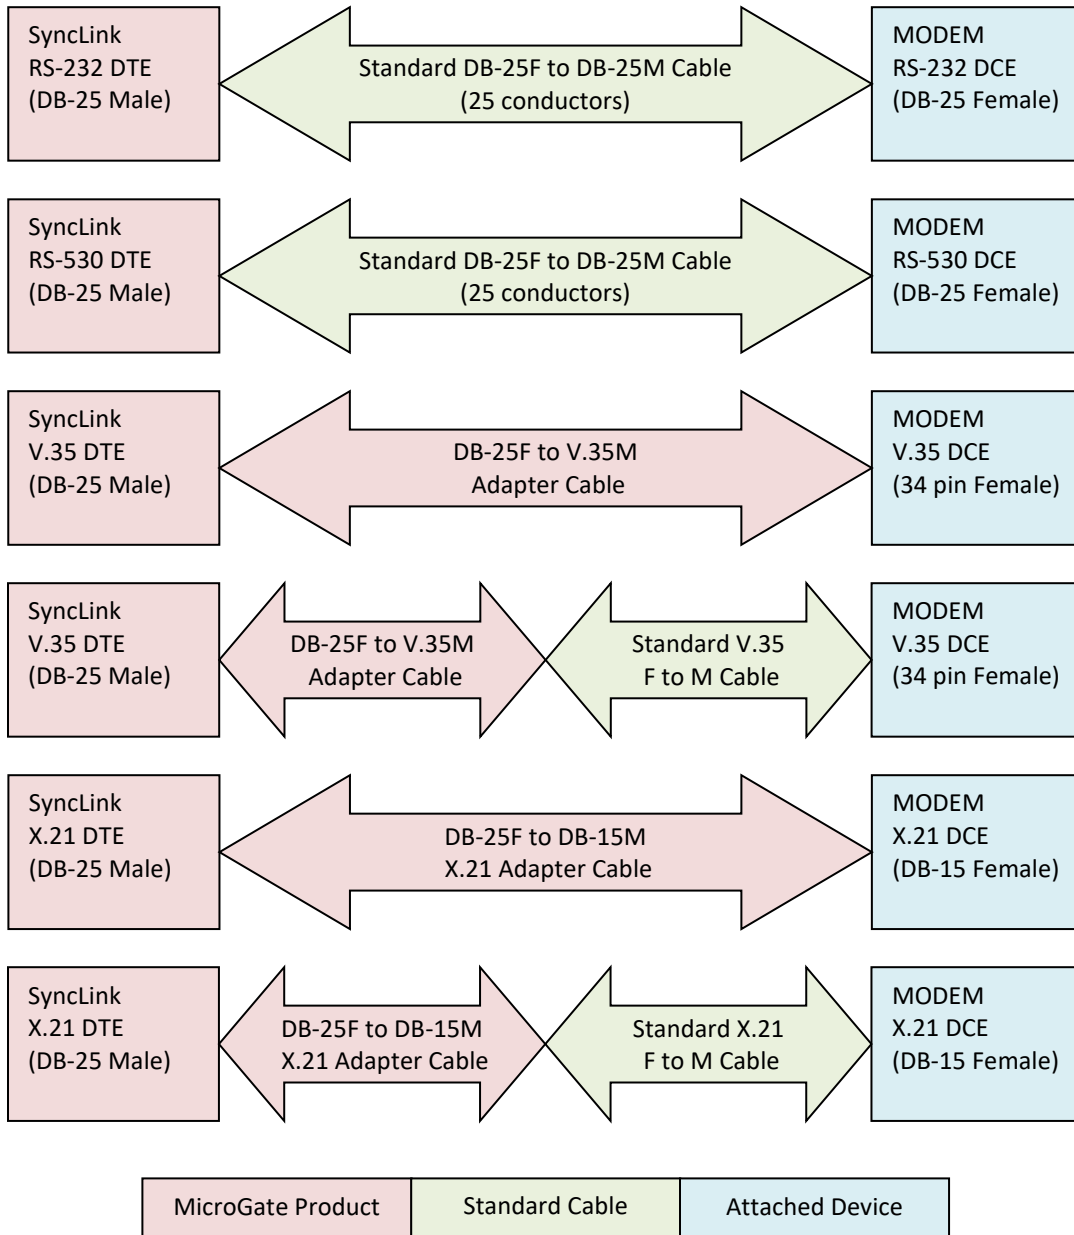 SyncLink
RS-232 DTE
(DB-25 Male)
Standard DB-25F to DB-25M Cable
(25 conductors)
MODEM
RS-232 DCE
(DB-25 Female)
SyncLink
RS-530 DTE
(DB-25 Male)
Standard DB-25F to DB-25M Cable
(25 conductors)
MODEM
RS-530 DCE
(DB-25 Female)
SyncLink
V.35 DTE
(DB-25 Male)
DB-25F to V.35M
Adapter Cable
MODEM
V.35 DCE
(34 pin Female)
SyncLink
V.35 DTE
(DB-25 Male)
DB-25F to V.35M
Adapter Cable
Standard V.35
F to M Cable
MODEM
V.35 DCE
(34 pin Female)
SyncLink
X.21 DTE
(DB-25 Male)
DB-25F to DB-15M
X.21 Adapter Cable
MODEM
X.21 DCE
(DB-15 Female)
SyncLink
X.21 DTE
(DB-25 Male)
DB-25F to DB-15M
X.21 Adapter Cable
Standard X.21
F to M Cable
MODEM
X.21 DCE
(DB-15 Female)
MicroGate Product
Standard Cable
Attached Device